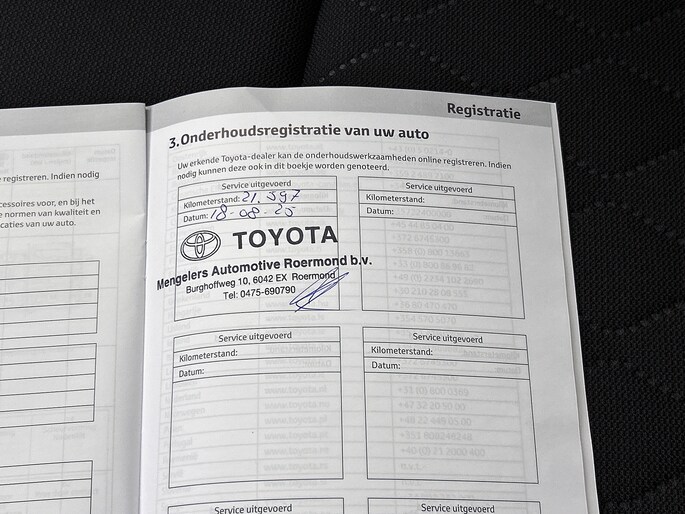 registreren. Indien nodig
ccessoires voor, en bij het
e normen van kwaliteit en
caties van uw auto.
Registratie
3.Onderhoudsregistratie van uw auto
Uw erkende Toyota-dealer kan de onderhoudswerkzaamheden online registreren. Indien
nodig kunnen deze ook in dit boekje worden genoteerd.
Service uitgevoerd
Kilometerstand: 21.597
Datum: 18-08-25
TOYOTA
Mengelers Automotive Roermond b.v.
Burghoffweg 10, 6042 EX Roermond
Tel: 0475-690790
Service uitgevoerd
Kilometerstand:
Datum:
Service uitgevoerd
Kilometerstand:
Datum:
Service uitgevoerd
Kilometerstand:
Datum:
Service uitgevoerd
Service uitgevoerd